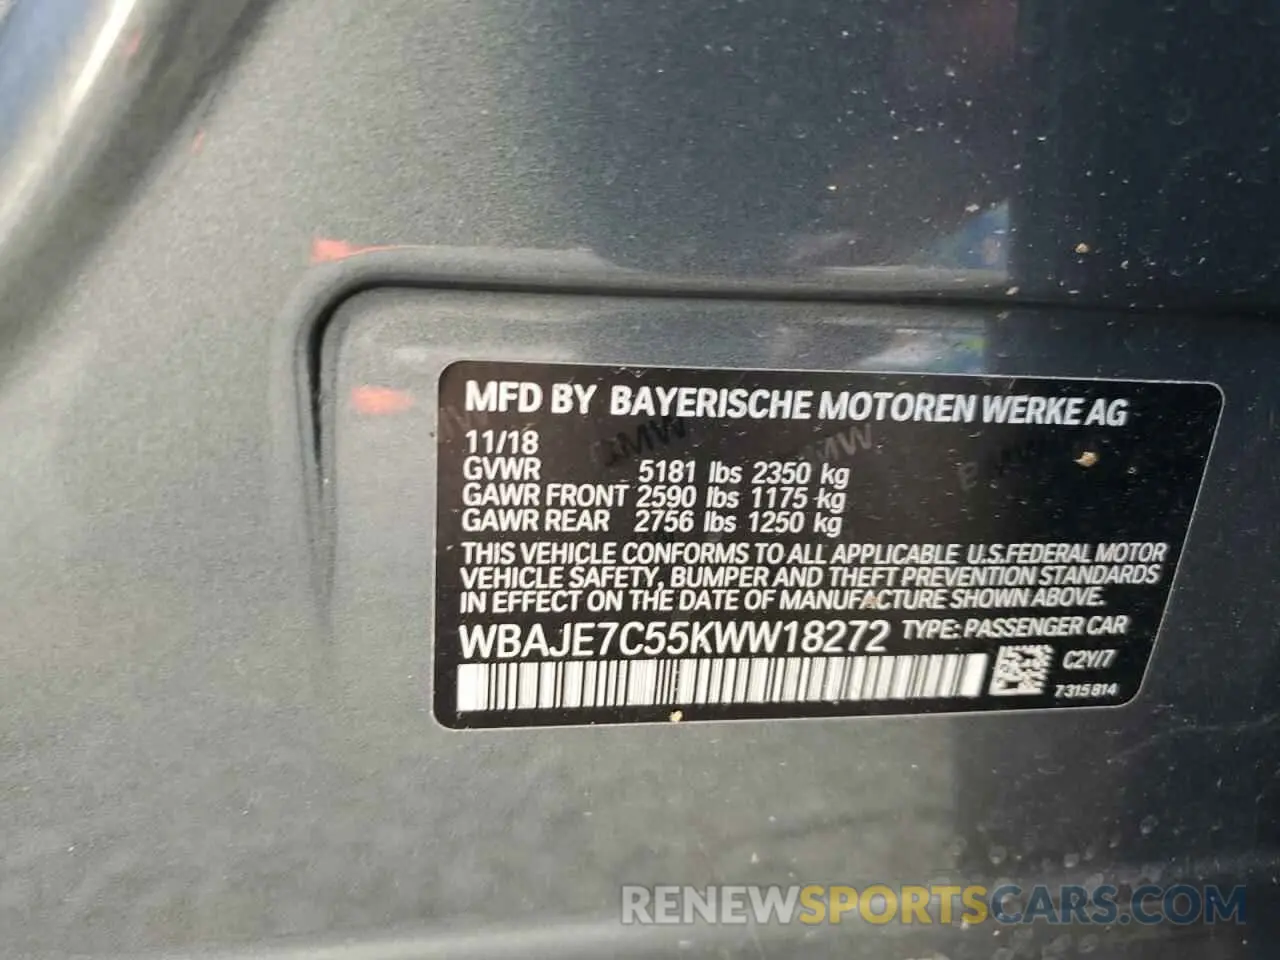 MFD BY BAYERISCHE MOTOREN WERKE AG
11/18
GVWR 5181 lbs 2350 kg
GAWR FRONT 2590 lbs 1175 kg
GAWR REAR 2756 lbs 1250 kg
THIS VEHICLE CONFORMS TO ALL APPLICABLE U.S.FEDERAL MOTOR
VEHICLE SAFETY, BUMPER AND THEFT PREVENTION STANDARDS
IN EFFECT ON THE DATE OF MANUFACTURE SHOWN ABOVE.
WBAJE7C55KWW18272 TYPE: PASSENGER CAR
C2Y/7
7315814
RENEWSPORTSCARS.COM